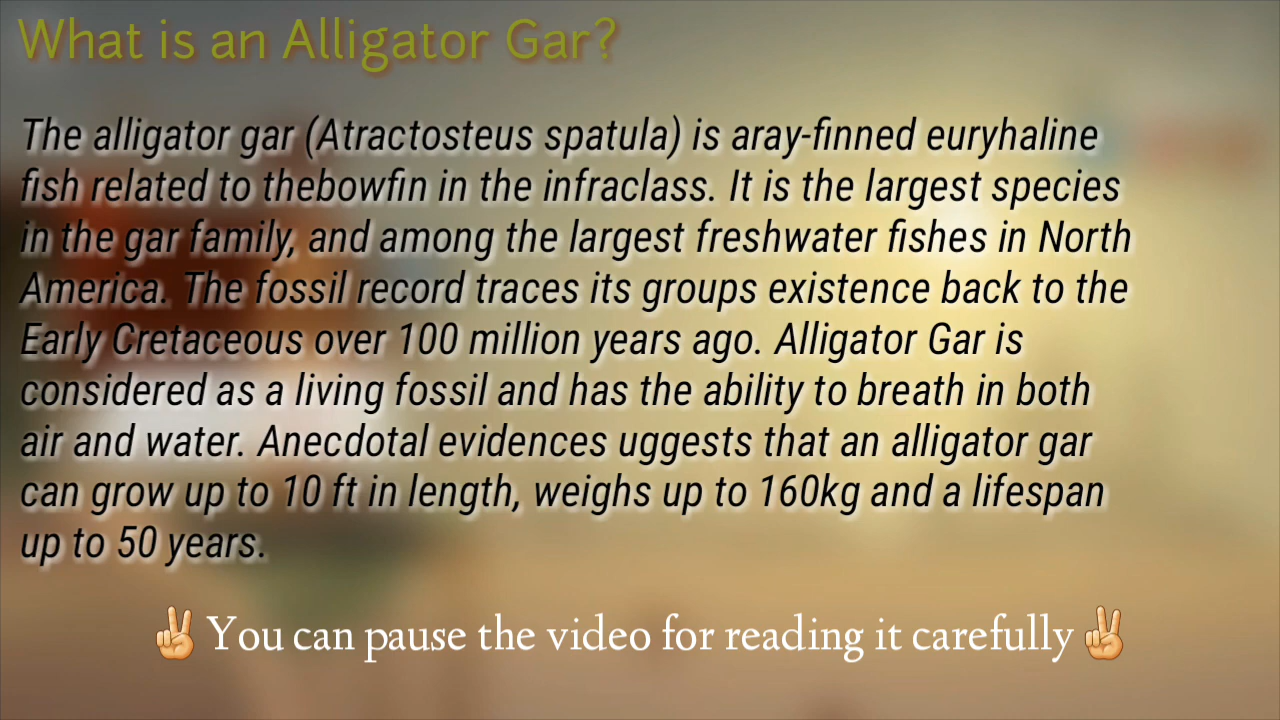 What is an Alligator Gar?
The alligator gar (Atractosteus spatula) is aray-finned euryhaline
fish related to thebowfin in the infraclass. It is the largest species
in the gar family, and among the largest freshwater fishes in North
America. The fossil record traces its groups existence back to the
Early Cretaceous over 100 million years ago. Alligator Gar is
considered as a living fossil and has the ability to breath in both
air and water. Anecdotal evidences uggests that an alligator gar
can grow up to 10 ft in length, weighs up to 160kg and a lifespan
up to 50 years.
✌ You can pause the video for reading it carefully ✌